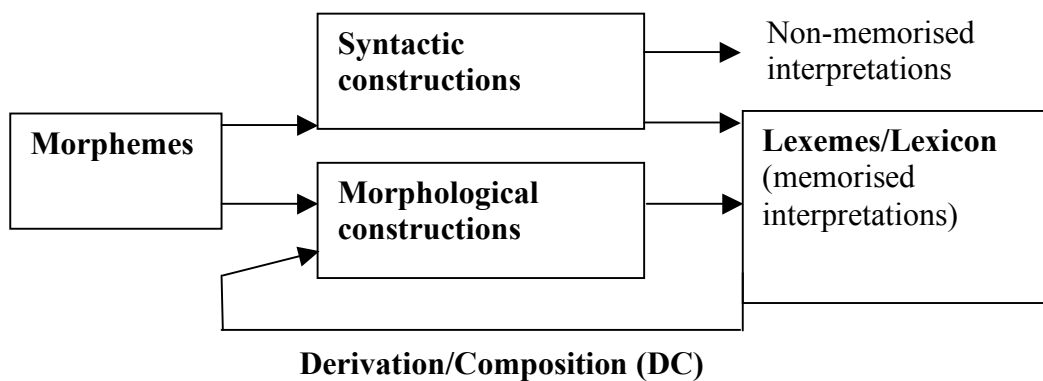 Syntactic
constructions
Non-memorised
interpretations
Morphemes
Lexemes/Lexicon
(memorised
interpretations)
Morphological
constructions
Derivation/Composition (DC)